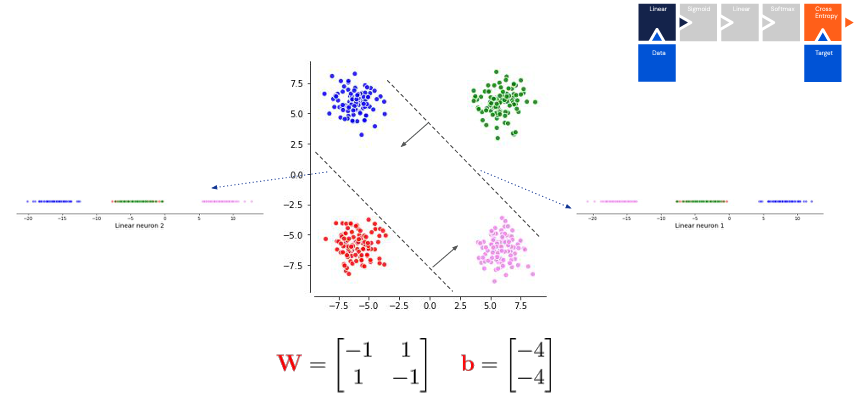 Linear Sigmoid Linear Softmax Cross
Entropy
Data Target
7.5
5.0
2.5
0.0
−2.5
−5.0
−7.5
−7.5 −5.0 −2.5 0.0 2.5 5.0 7.5
−20 −15 −10 −5 0 5 10
Linear neuron 2
−20 −15 −10 −5 0 5 10
Linear neuron 1
W = [−1 1] b = [−4]
[1 −1] [−4]